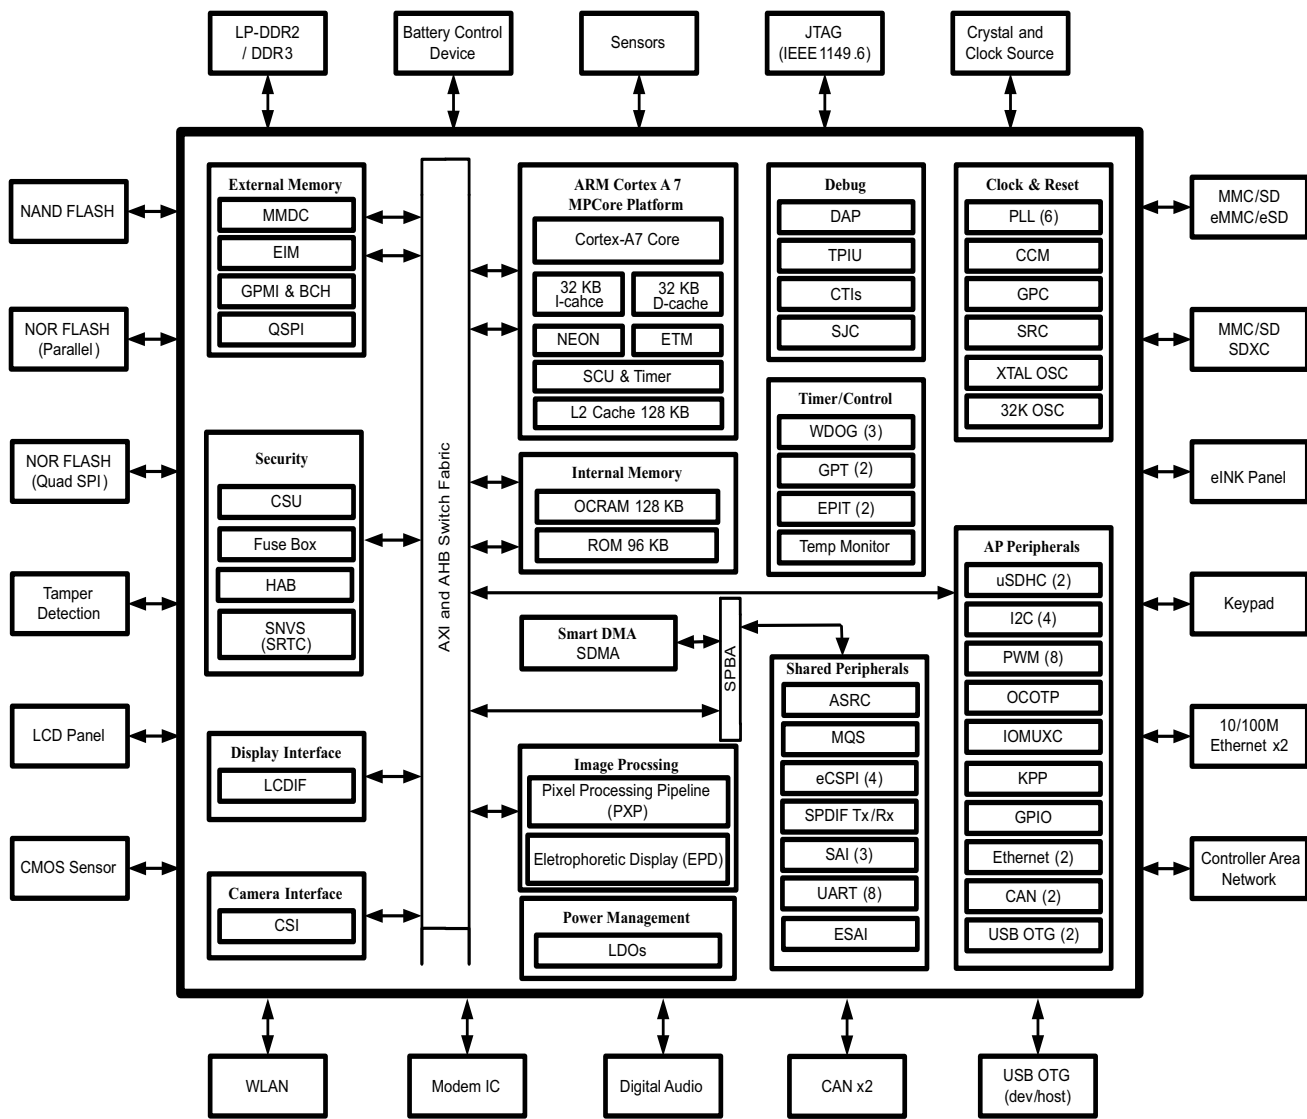 LP-DDR2
/ DDR3
Battery Control
Device
Sensors
JTAG
(IEEE 1149.6)
Crystal and
Clock Source
NAND FLASH
NOR FLASH
(Parallel)
NOR FLASH
(Quad SPI)
Tamper
Detection
LCD Panel
CMOS Sensor
External Memory
MMDC
EIM
GPMI & BCH
QSPI
Security
CSU
Fuse Box
HAB
SNVS
(SRTC)
Display Interface
LCDIF
Camera Interface
CSI
AXI and AHB Switch Fabric
ARM Cortex A 7
MPCore Platform
Cortex-A7 Core
32 KB
I-cahce
32 KB
D-cache
NEON
ETM
SCU & Timer
L2 Cache 128 KB
Internal Memory
OCRAM 128 KB
ROM 96 KB
Smart DMA
SDMA
SPBA
Image Procssing
Pixel Processing Pipeline
(PXP)
Eletrophoretic Display (EPD)
Power Management
LDOs
Debug
DAP
TPIU
CTIs
SJC
Timer/Control
WDOG (3)
GPT (2)
EPIT (2)
Temp Monitor
Shared Peripherals
ASRC
MQS
eCSPI (4)
SPDIF Tx/Rx
SAI (3)
UART (8)
ESAI
Clock & Reset
PLL (6)
CCM
GPC
SRC
XTAL OSC
32K OSC
AP Peripherals
uSDHC (2)
I2C (4)
PWM (8)
OCOTP
IOMUXC
KPP
GPIO
Ethernet (2)
CAN (2)
USB OTG (2)
MMC/SD
eMMC/eSD
MMC/SD
SDXC
eINK Panel
Keypad
10/100M
Ethernet x2
Controller Area
Network
WLAN
Modem IC
Digital Audio
CAN x2
USB OTG
(dev/host)